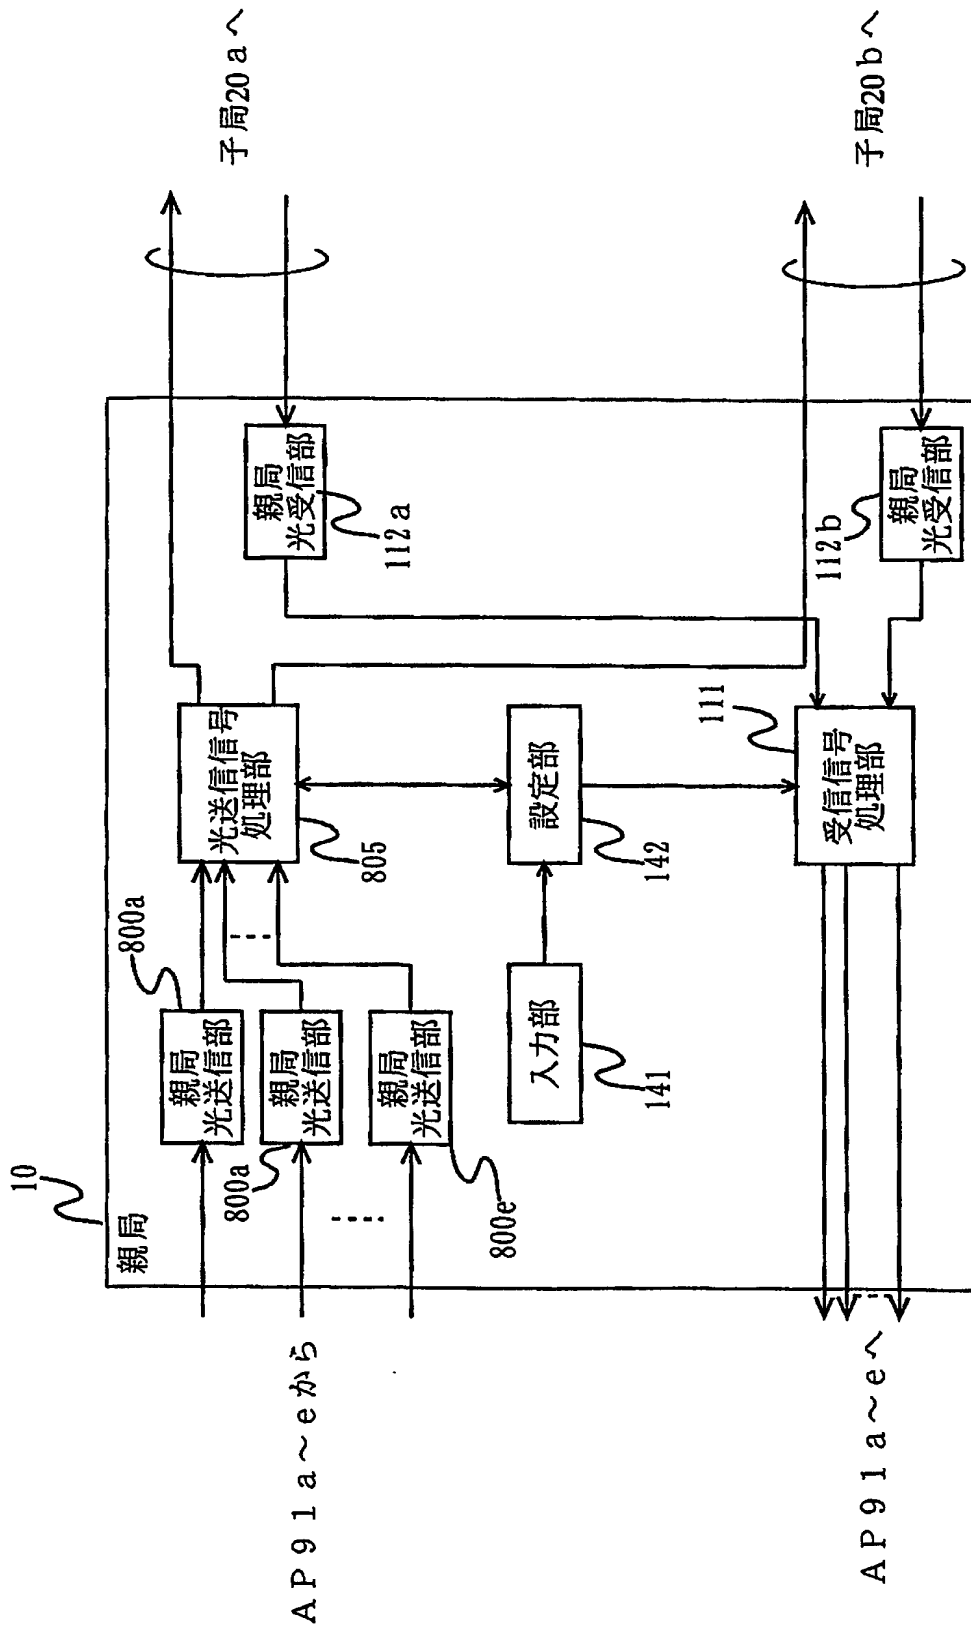 10
親局
AP91a～eから
親局
光送信部
800a
親局
光送信部
800a
親局
光送信部
800e
光送信信号
処理部
805
親局
光受信部
112a
子局20aへ
入力部
141
設定部
142
受信信号
処理部
111
親局
光受信部
112b
子局20bへ
AP91a～eへ